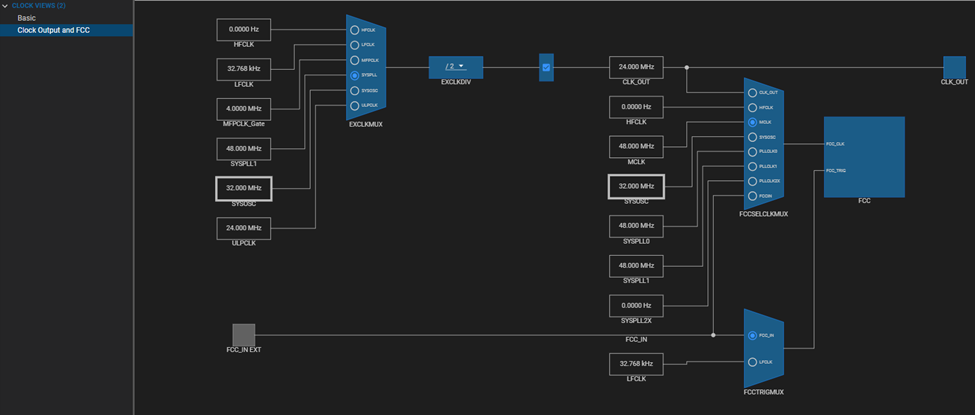 CLOCK VIEWS (2)
Basic
Clock Output and FCC
0.0000 Hz
HFCLK
32.768 kHz
LFCLK
4.0000 MHz
MFPCLK_Gate
48.000 MHz
SYSPLL1
32.000 MHz
SYSOSC
24.000 MHz
ULPCLK
HFCLK
LFCLK
MFPCLK
SYSPLL
SYSOSC
ULPCLK
EXCLKMUX
/ 2
EXCLKDIV
24.000 MHz
CLK_OUT
0.0000 Hz
HFCLK
48.000 MHz
MCLK
32.000 MHz
SYSOSC
48.000 MHz
SYSPLL0
48.000 MHz
SYSPLL1
0.0000 Hz
SYSPLL2X
FCC_IN
32.768 kHz
LFCLK
CLK_OUT
HFCLK
MCLK
SYSOSC
PLLCLK0
PLLCLK1
PLLCLK2X
FCCIN
FCCSELCLKMUX
FCC_CLK
FCC_TRIG
FCC
CLK_OUT
FCC_IN EXT
FCC_IN
LFCLK
FCCTRIGMUX